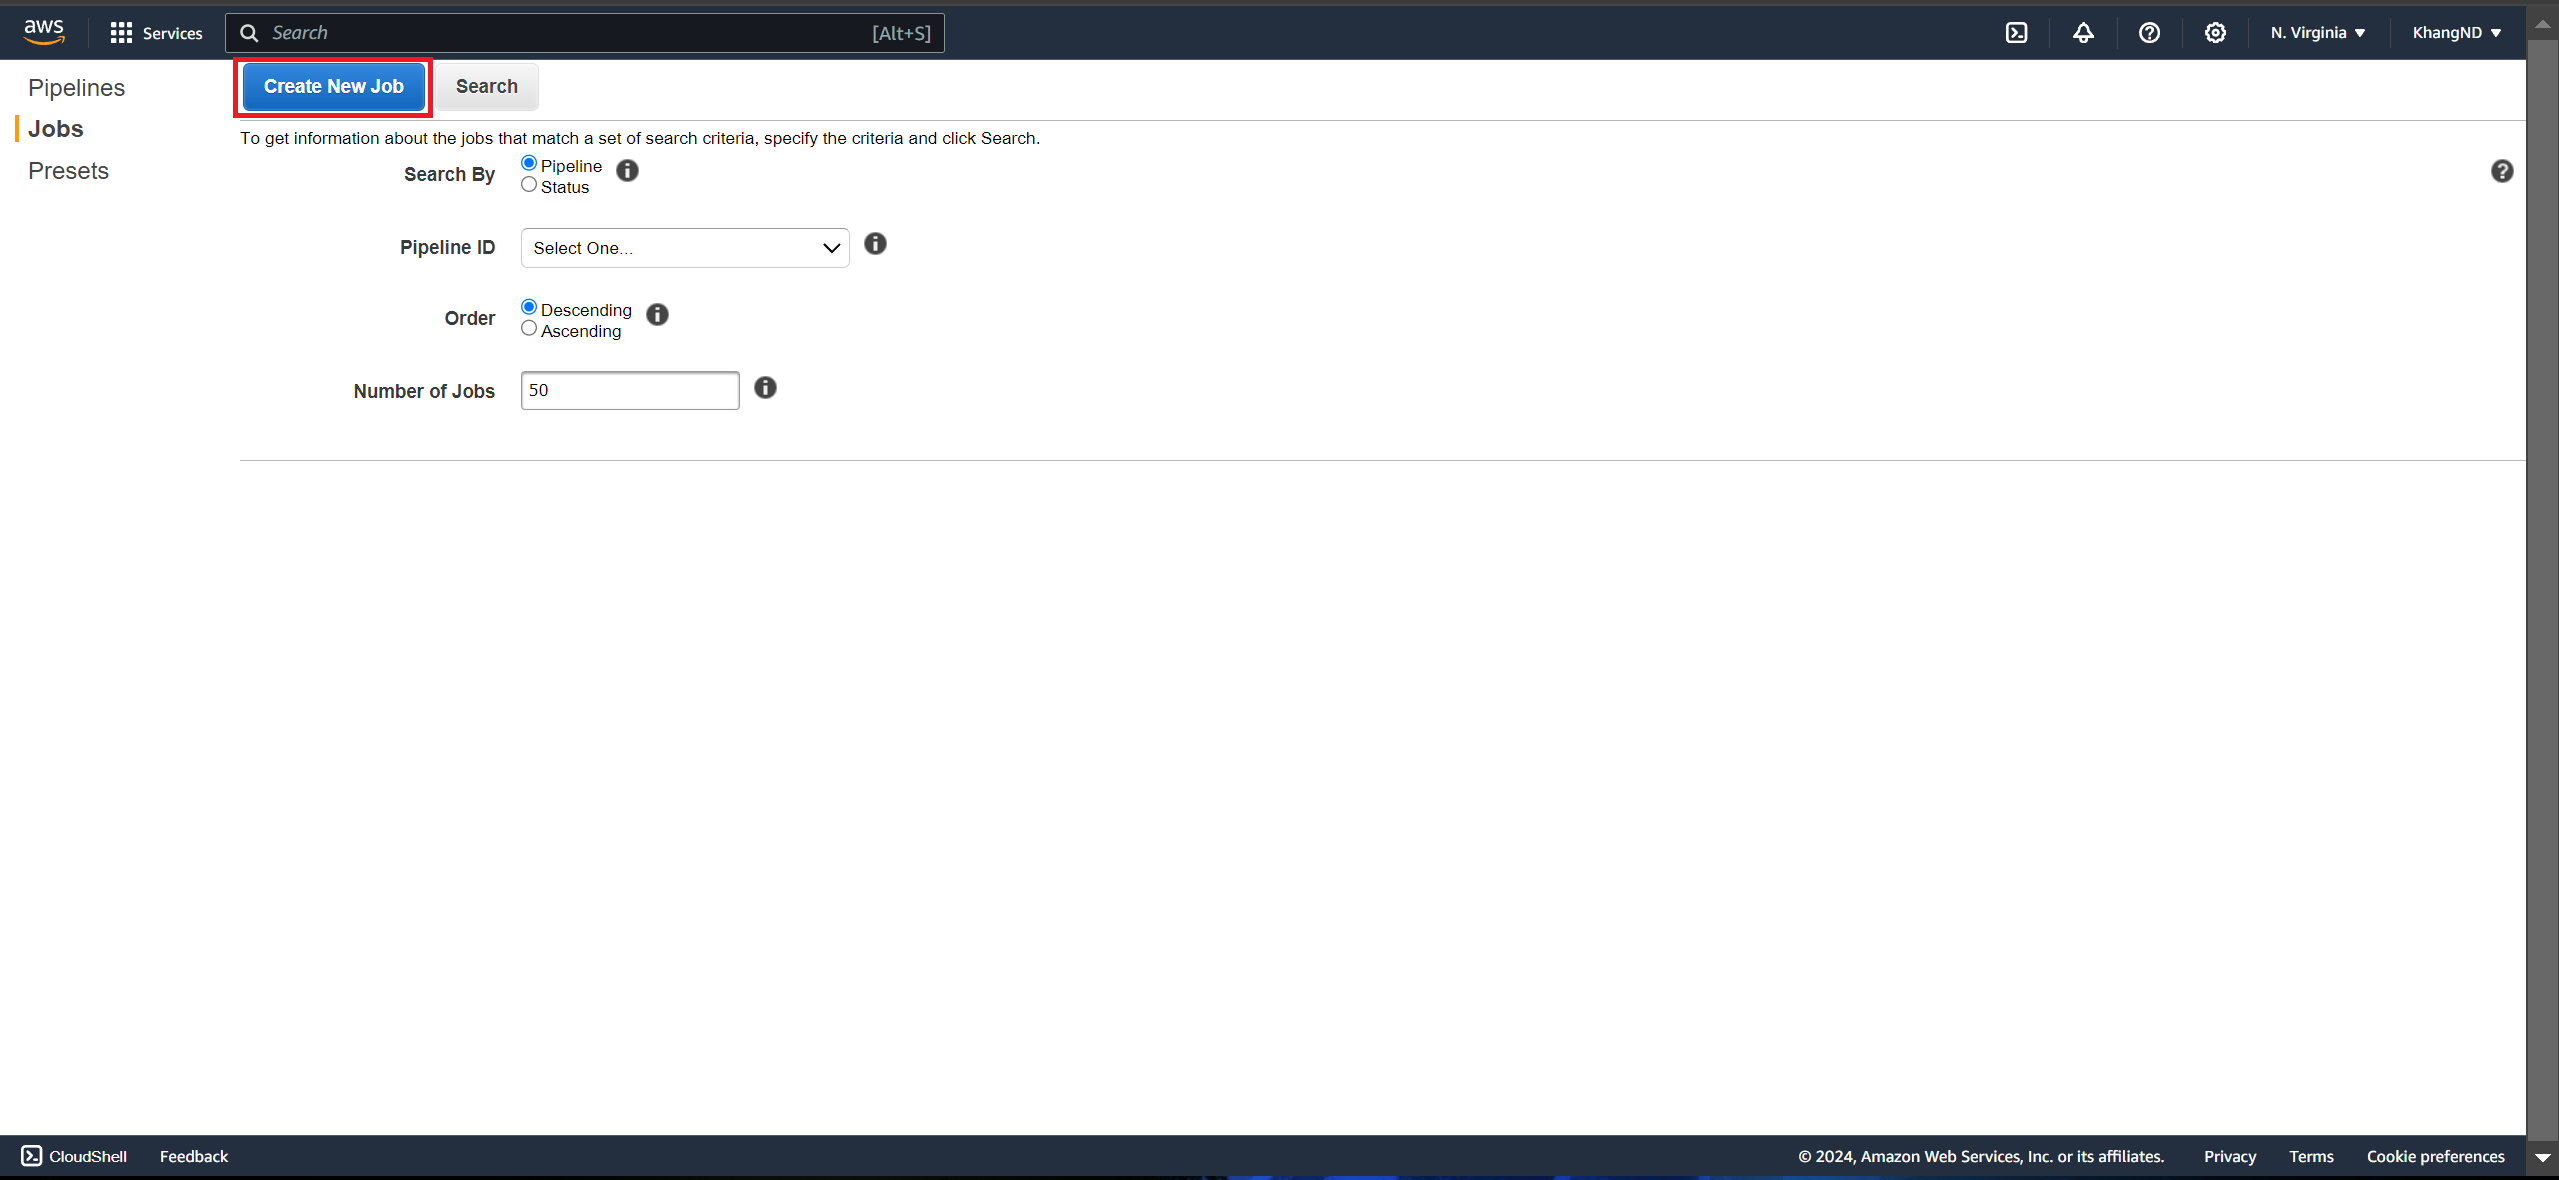 aws Services Search [Alt+S] N. Virginia KhangND
Pipelines
Jobs
Presets
Create New Job Search
To get information about the jobs that match a set of search criteria, specify the criteria and click Search.
Search By Pipeline
Status
Pipeline ID Select One...
Order Descending
Ascending
Number of Jobs 50
CloudShell Feedback © 2024, Amazon Web Services, Inc. or its affiliates. Privacy Terms Cookie preferences